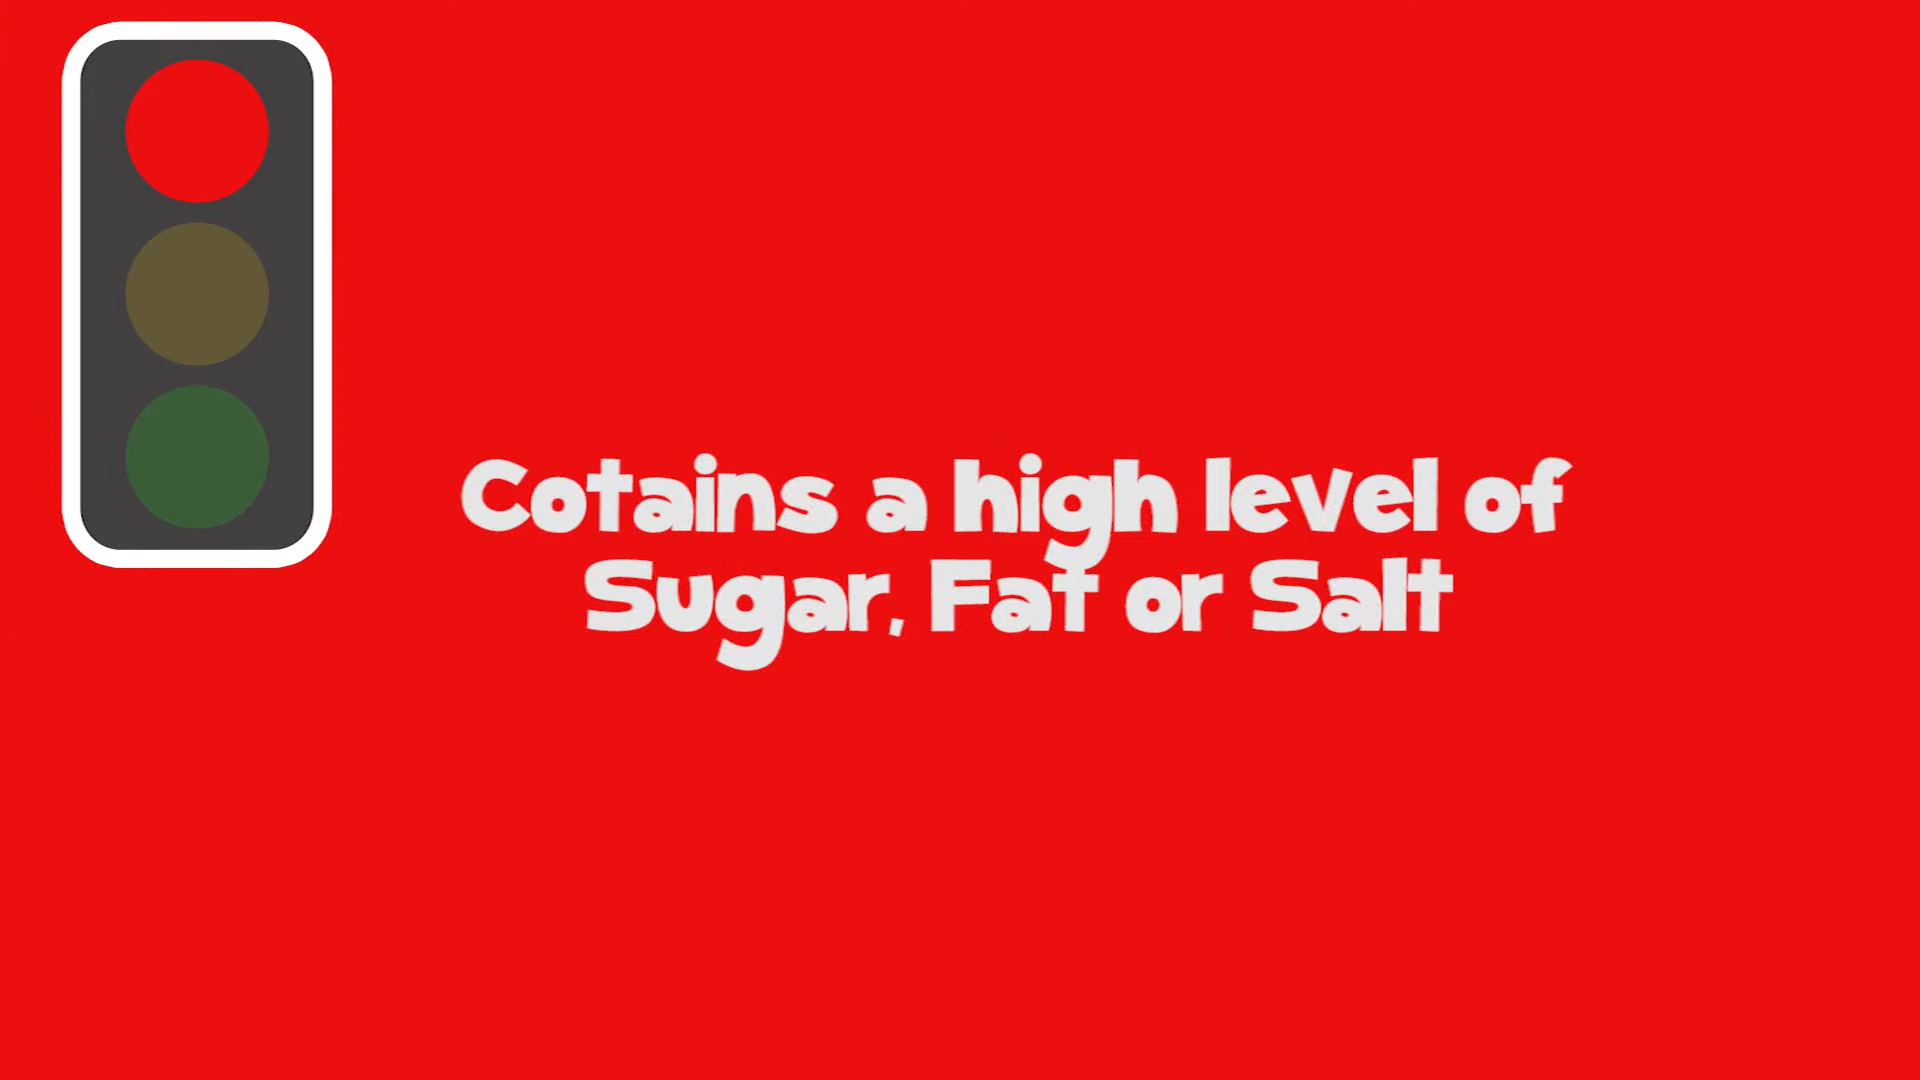 Cotains a high level of
Sugar, Fat or Salt